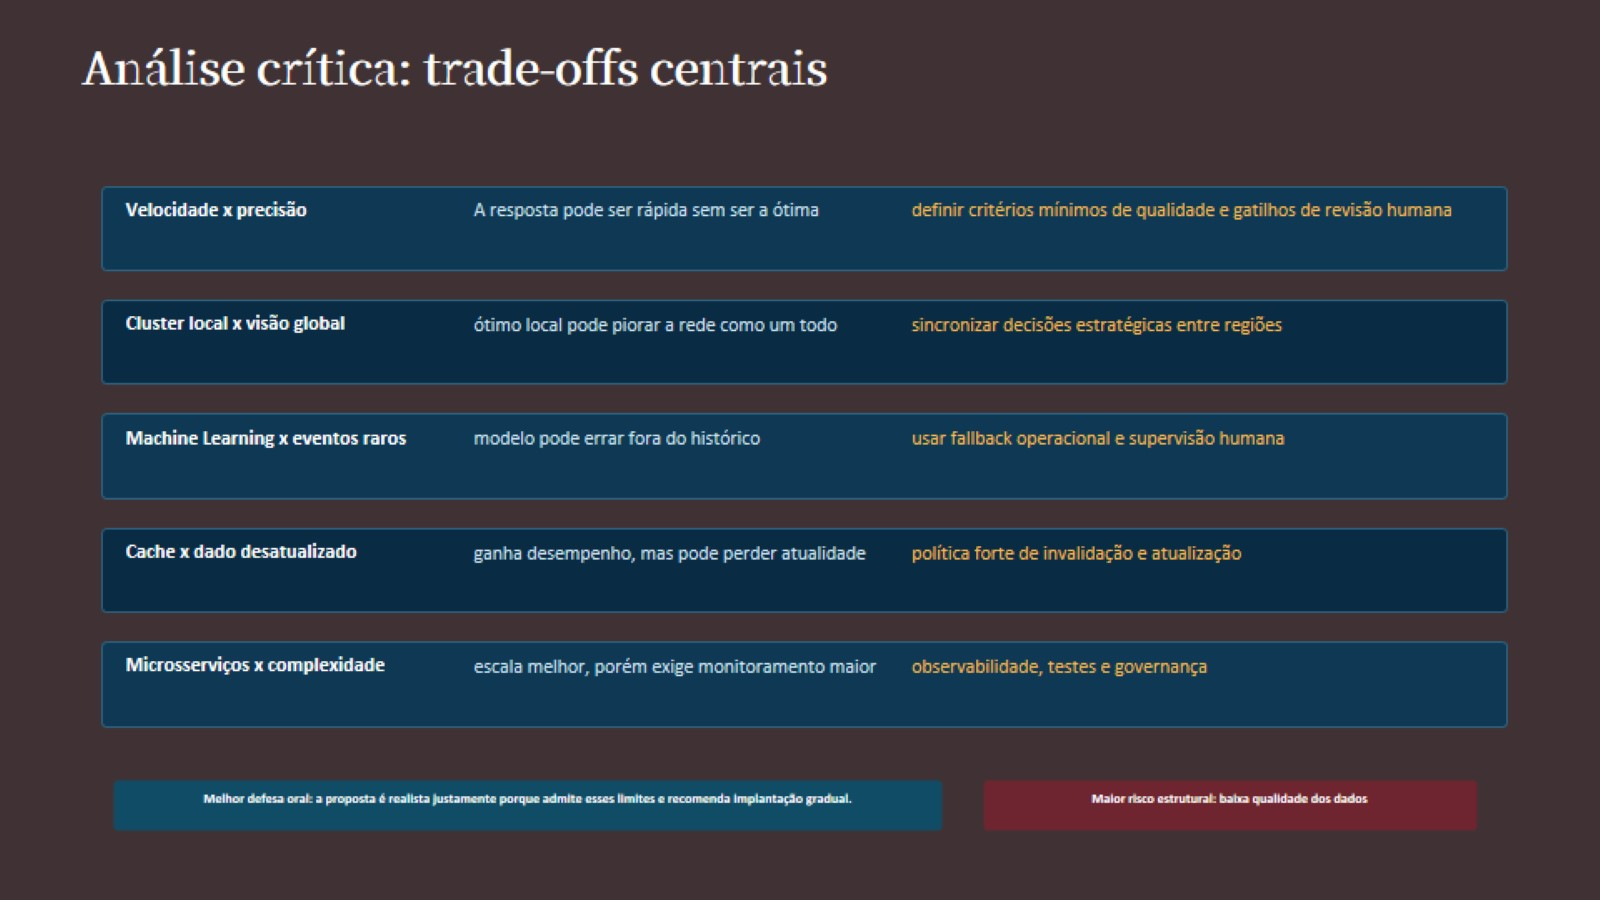 Análise crítica: trade-offs centrais
Velocidade x precisão
A resposta pode ser rápida sem ser a ótima
definir critérios mínimos de qualidade e gatilhos de revisão humana
Cluster local x visão global
ótimo local pode piorar a rede como um todo
sincronizar decisões estratégicas entre regiões
Machine Learning x eventos raros
modelo pode errar fora do histórico
usar fallback operacional e supervisão humana
Cache x dado desatualizado
ganha desempenho, mas pode perder atualidade
política forte de invalidação e atualização
Microsserviços x complexidade
escala melhor, porém exige monitoramento maior
observabilidade, testes e governança
Melhor defesa oral: a proposta é realista justamente porque admite esses limites e recomenda implantação gradual.
Maior risco estrutural: baixa qualidade dos dados